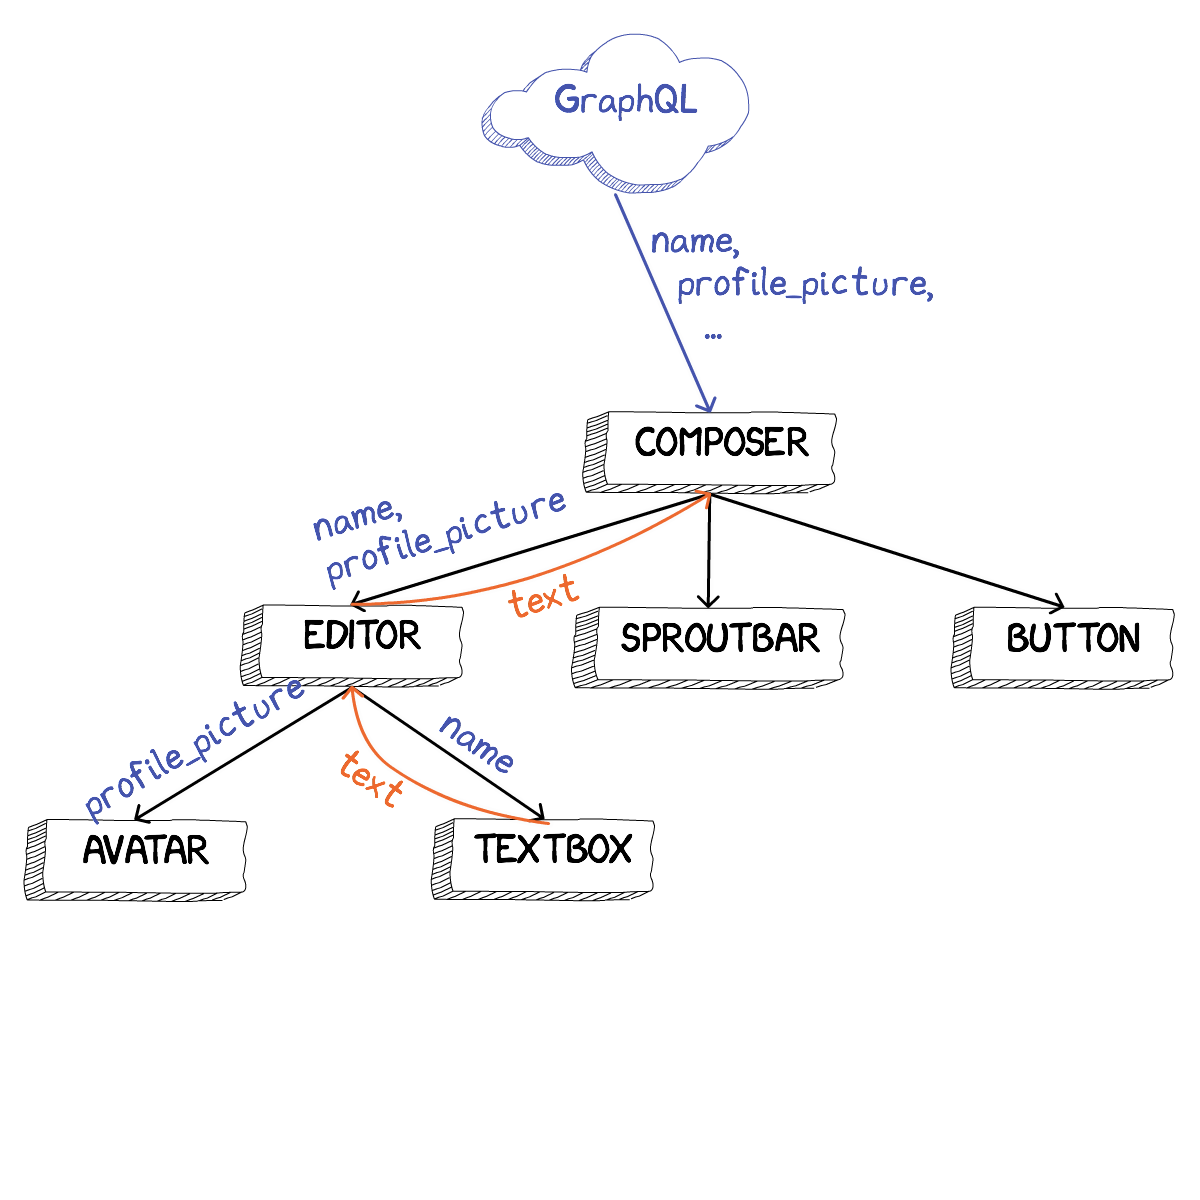 GraphQL
name,
profile_picture,
...
COMPOSER
name,
profile_picture
text
EDITOR
SPROUTBAR
BUTTON
profile_picture
name
text
AVATAR
TEXTBOX